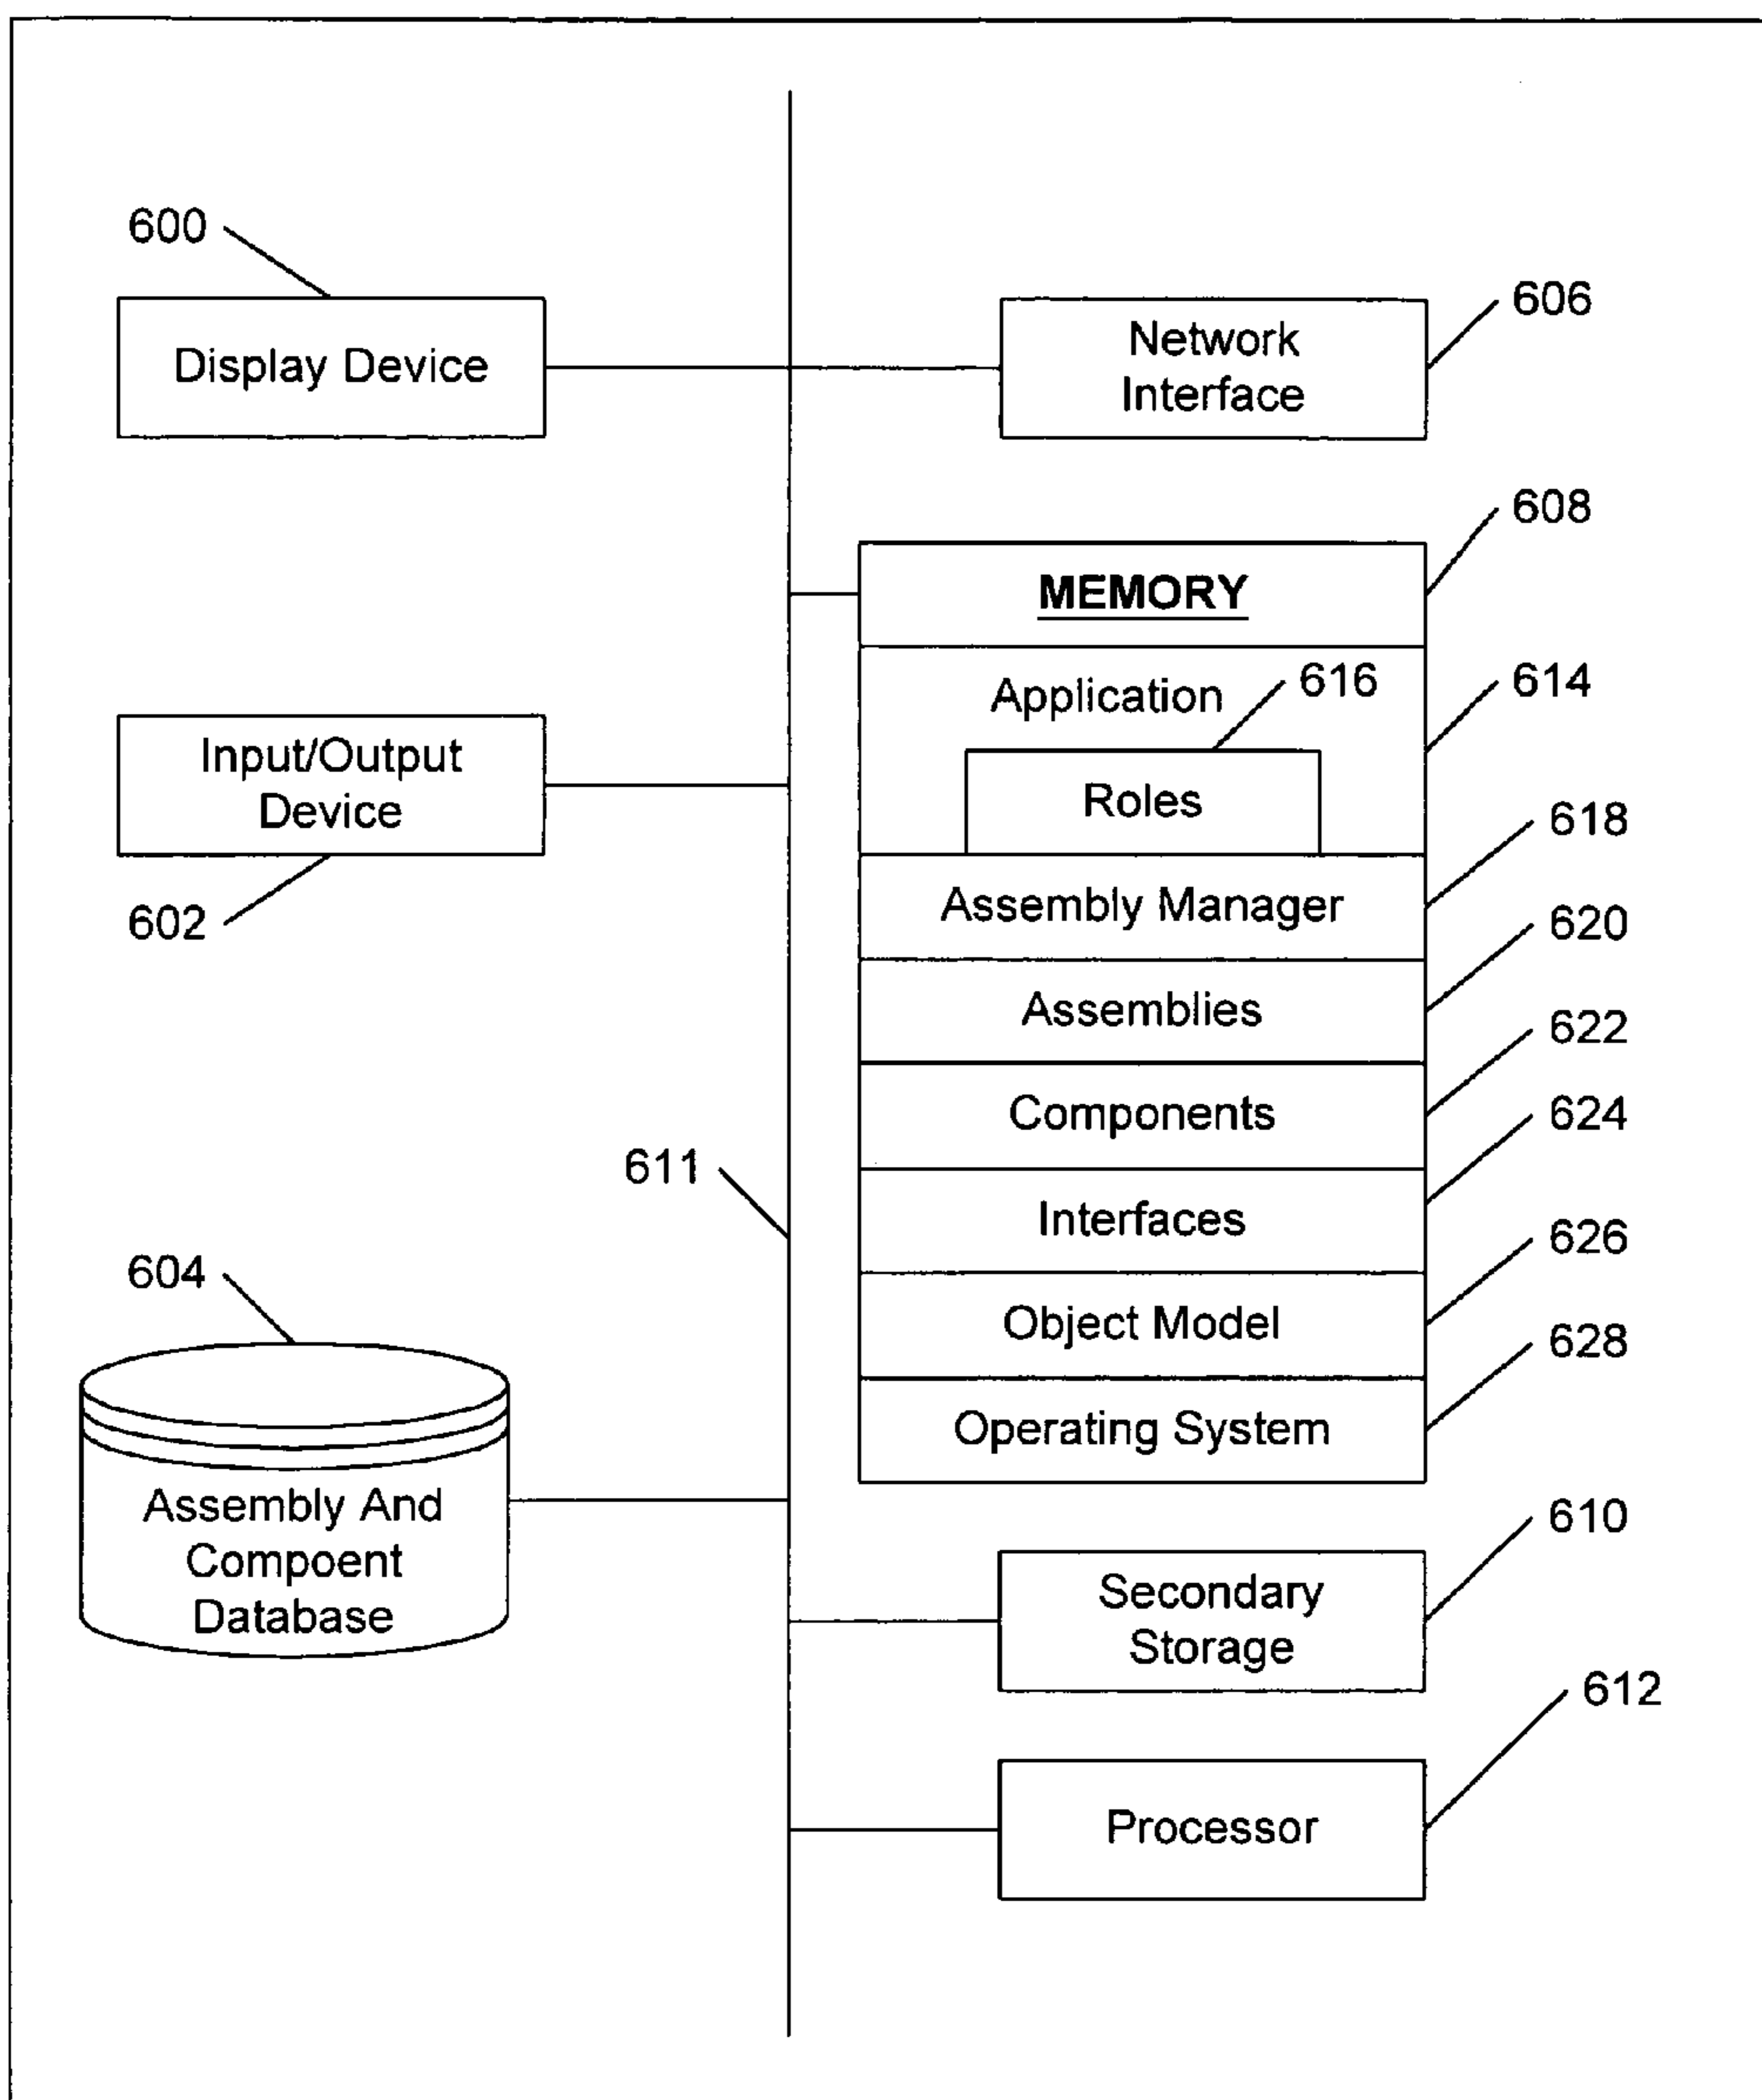 600
Display Device
606
Network
Interface
608
MEMORY
Application
616
614
Roles
Input/Output
Device
602
618
Assembly Manager
620
Assemblies
622
Components
624
611
Interfaces
626
604
Object Model
628
Operating System
Assembly And
Compoent
Database
610
Secondary
Storage
612
Processor